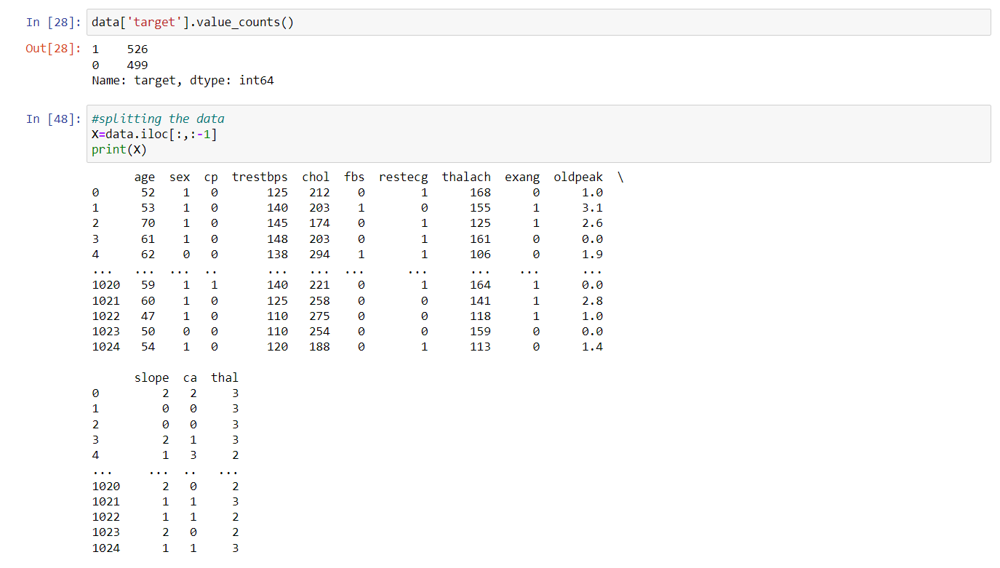 In [28]: data['target'].value_counts()
Out[28]: 1    526
0    499
Name: target, dtype: int64
In [48]: #splitting the data
X=data.iloc[:,:-1]
print(X)
      age  sex  cp  trestbps  chol  fbs  restecg  thalach  exang  oldpeak  \
0      52    1   0       125   212    0        1      168      0      1.0
1      53    1   0       140   203    1        0      155      1      3.1
2      70    1   0       145   174    0        1      125      1      2.6
3      61    1   0       148   203    0        1      161      0      0.0
4      62    0   0       138   294    1        1      106      0      1.9
...   ...  ...  ..       ...   ...  ...      ...      ...    ...      ...
1020   59    1   1       140   221    0        1      164      1      0.0
1021   60    1   0       125   258    0        0      141      1      2.8
1022   47    1   0       110   275    0        0      118      1      1.0
1023   50    0   0       110   254    0        0      159      0      0.0
1024   54    1   0       120   188    0        1      113      0      1.4
      slope  ca  thal
0         2   2     3
1         0   0     3
2         0   0     3
3         2   1     3
4         1   3     2
...     ...  ..   ...
1020      2   0     2
1021      1   1     3
1022      1   1     2
1023      2   0     2
1024      1   1     3